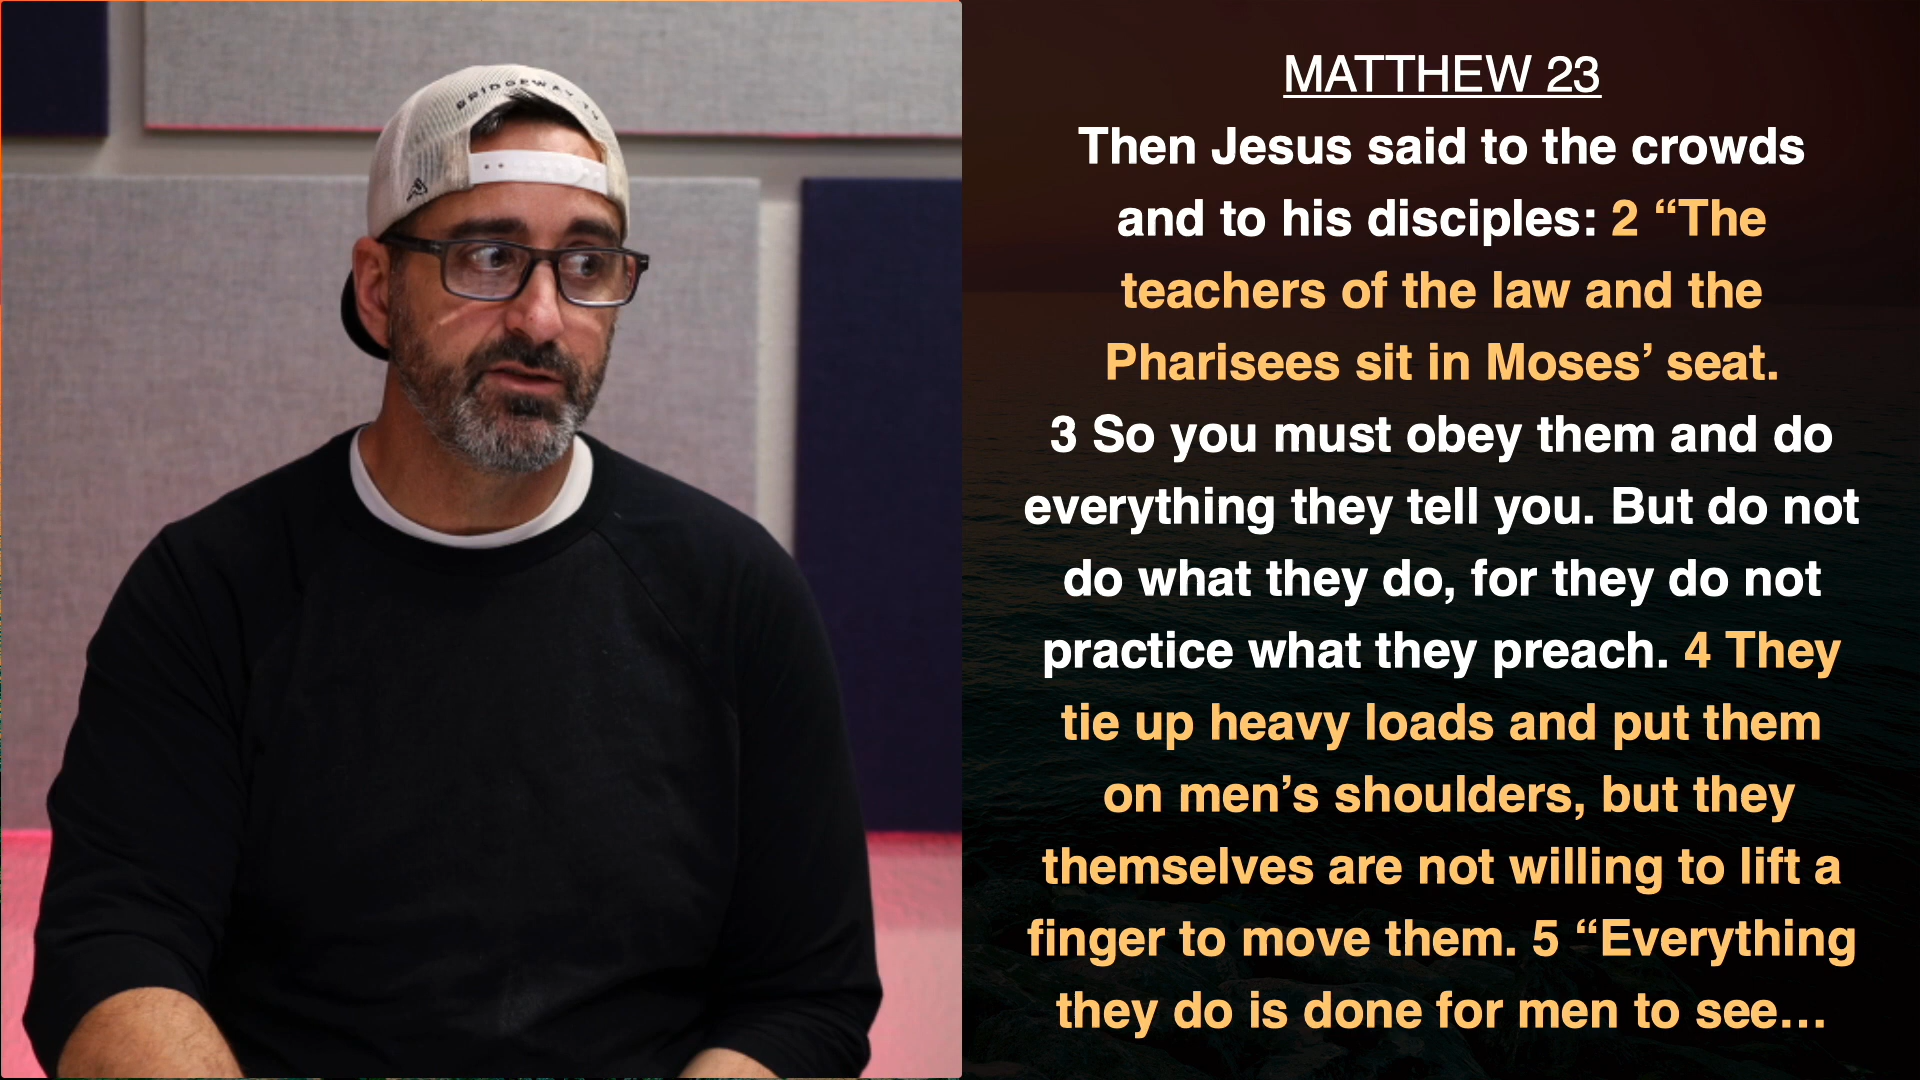 BRIDGEWAY
MATTHEW 23
Then Jesus said to the crowds
and to his disciples: 2 “The
teachers of the law and the
Pharisees sit in Moses’ seat.
3 So you must obey them and do
everything they tell you. But do not
do what they do, for they do not
practice what they preach. 4 They
tie up heavy loads and put them
on men’s shoulders, but they
themselves are not willing to lift a
finger to move them. 5 “Everything
they do is done for men to see…